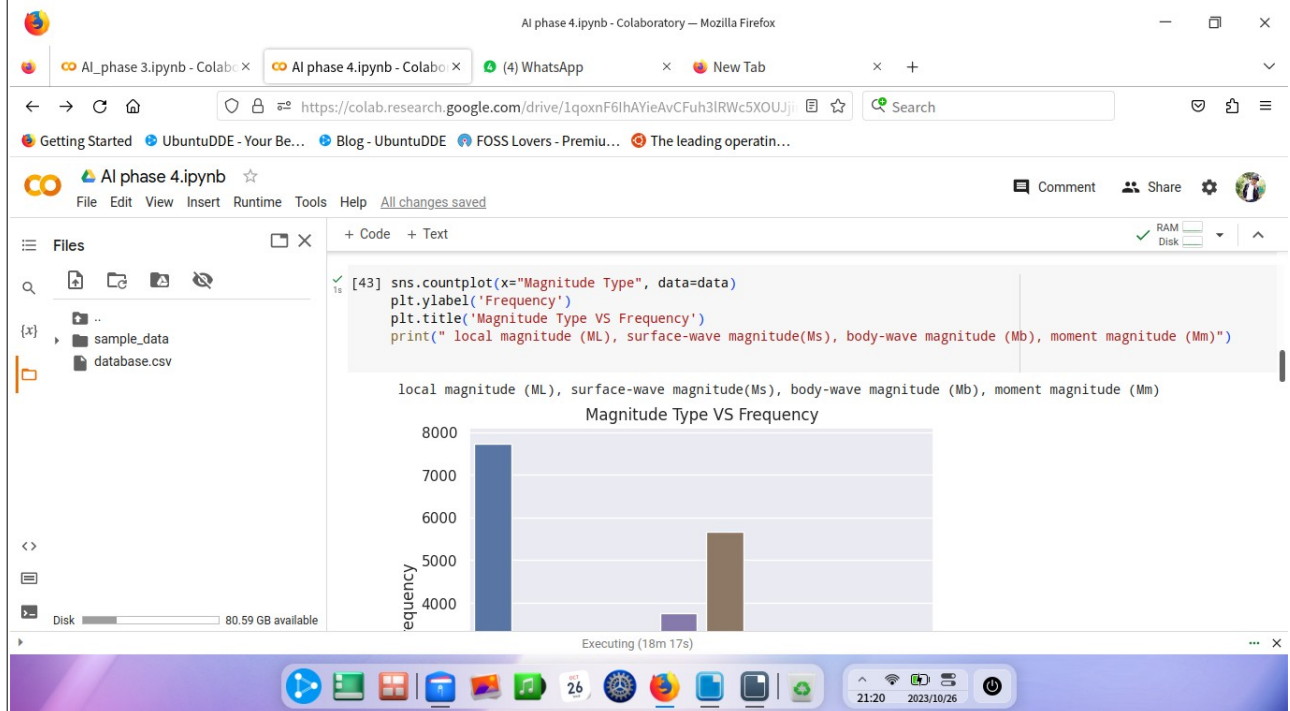 AI phase 4.ipynb - Colaboratory — Mozilla Firefox
AI_phase 3.ipynb - Colabo
AI phase 4.ipynb - Colabo
(4) WhatsApp
New Tab
https://colab.research.google.com/drive/1qoxnF6IhAYieAvCFuh3lRWc5XOUJji
Search
Getting Started UbuntuDDE - Your Be… Blog - UbuntuDDE FOSS Lovers - Premiu… The leading operatin…
CO AI phase 4.ipynb
File Edit View Insert Runtime Tools Help All changes saved
Comment Share
Files
+ Code + Text
RAM
Disk
{x}
..
sample_data
database.csv
1s
[43] sns.countplot(x="Magnitude Type", data=data)
plt.ylabel('Frequency')
plt.title('Magnitude Type VS Frequency')
print(" local magnitude (ML), surface-wave magnitude(Ms), body-wave magnitude (Mb), moment magnitude (Mm)")
local magnitude (ML), surface-wave magnitude(Ms), body-wave magnitude (Mb), moment magnitude (Mm)
Magnitude Type VS Frequency
8000
7000
6000
5000
4000
equency
Disk 80.59 GB available
Executing (18m 17s)
OCT
26
21:20 2023/10/26